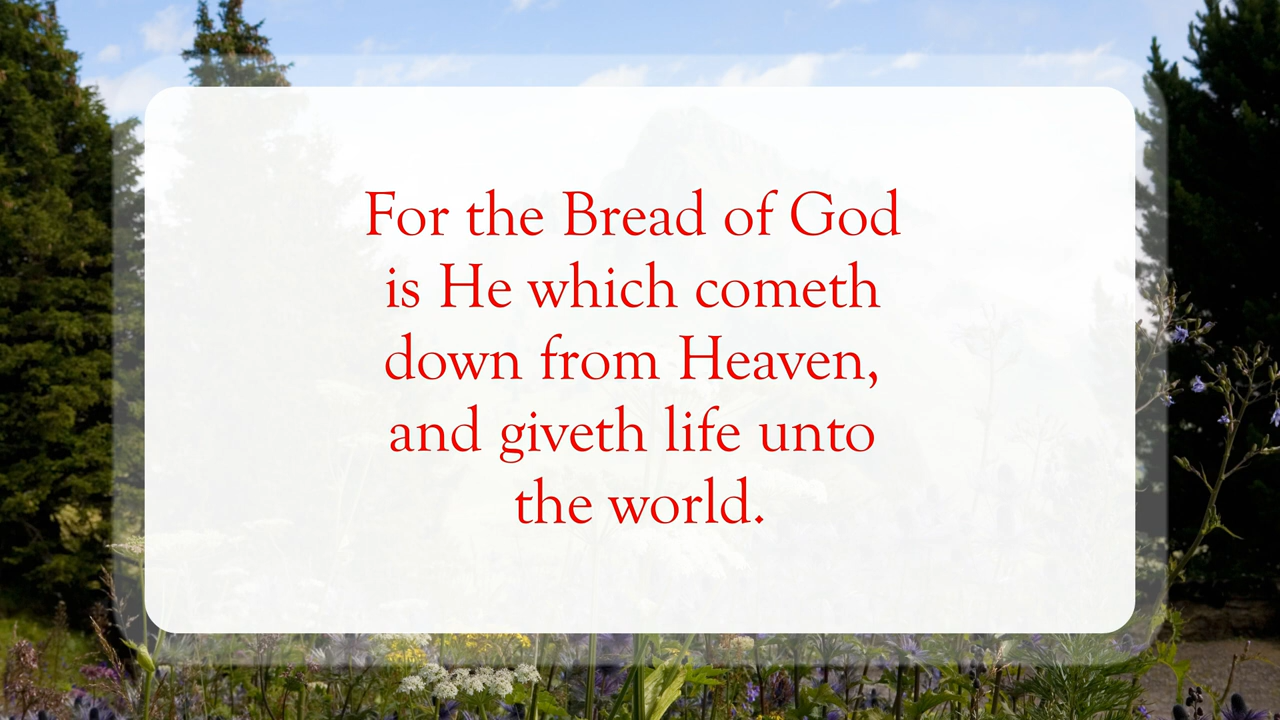 For the Bread of God
is He which cometh
down from Heaven,
and giveth life unto
the world.